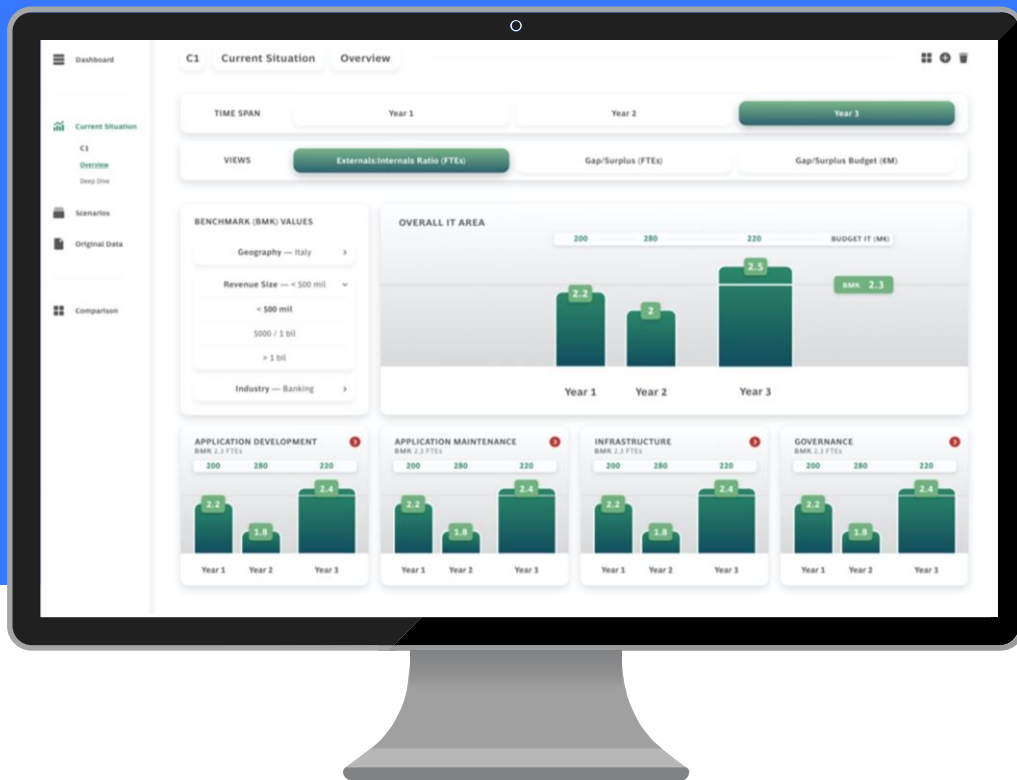 Dashboard
Current Situation
C1
Overview
Deep Dive
Scenarios
Original Data
Comparison
C1 Current Situation Overview
TIME SPAN Year 1 Year 2 Year 3
VIEWS Externals:Internals Ratio (FTEs) Gap/Surplus (FTEs) Gap/Surplus Budget (€M)
BENCHMARK (BMK) VALUES
Geography — Italy
Revenue Size — < 500 mil
< 500 mil
5000 / 1 bil
> 1 bil
Industry — Banking
OVERALL IT AREA
200 280 220 BUDGET IT (M€)
2.5
BMK 2.3
2.2
2
Year 1 Year 2 Year 3
APPLICATION DEVELOPMENT
BMK 2.3 FTEs
200 280 220
2.4
2.2
1.8
Year 1 Year 2 Year 3
APPLICATION MAINTENANCE
BMK 2.3 FTEs
200 280 220
2.4
2.2
1.8
Year 1 Year 2 Year 3
INFRASTRUCTURE
BMK 2.3 FTEs
200 280 220
2.4
2.2
1.8
Year 1 Year 2 Year 3
GOVERNANCE
BMK 2.3 FTEs
200 280 220
2.4
2.2
1.8
Year 1 Year 2 Year 3